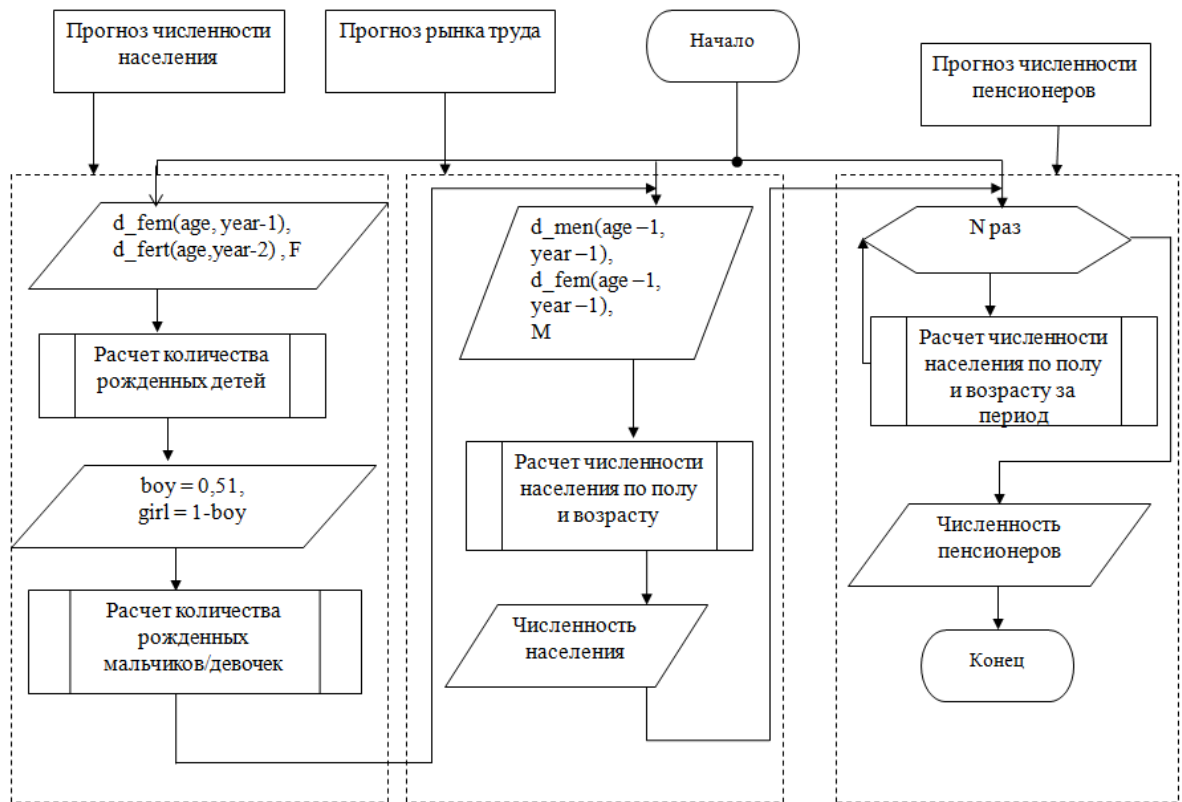 Прогноз численности
населения
Прогноз рынка труда
Начало
Прогноз численности
пенсионеров
d_fem(age, year-1),
d_fert(age,year-2) , F
Расчет количества
рожденных детей
boy = 0,51,
girl = 1-boy
Расчет количества
рожденных
мальчиков/девочек
d_men(age –1,
year –1),
d_fem(age –1,
year –1),
M
Расчет численности
населения по полу
и возрасту
Численность
населения
N раз
Расчет численности
населения по полу
и возрасту за
период
Численность
пенсионеров
Конец